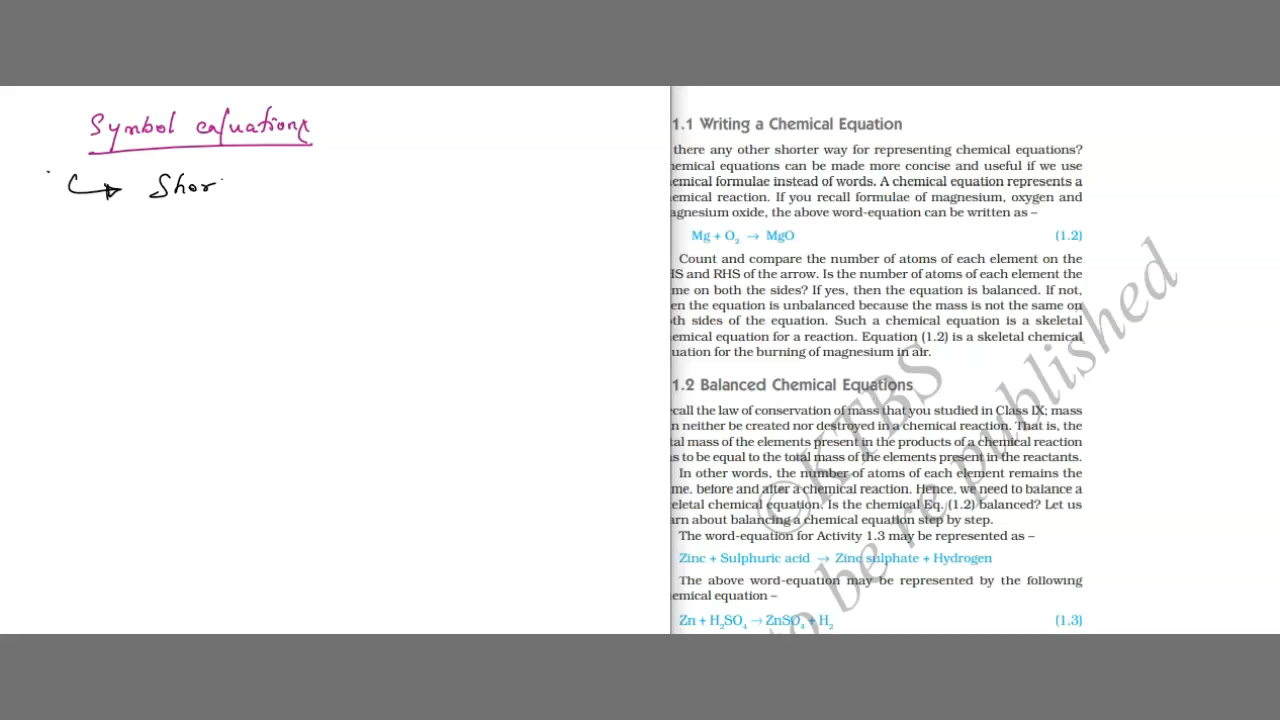 Symbol equations
Shor
1.1 Writing a Chemical Equation
there any other shorter way for representing chemical equations?
hemical equations can be made more concise and useful if we use
emical formulae instead of words. A chemical equation represents a
emical reaction. If you recall formulae of magnesium, oxygen and
agnesium oxide, the above word-equation can be written as –
Mg + O₂ → MgO (1.2)
Count and compare the number of atoms of each element on the
IS and RHS of the arrow. Is the number of atoms of each element the
me on both the sides? If yes, then the equation is balanced. If not,
en the equation is unbalanced because the mass is not the same on
th sides of the equation. Such a chemical equation is a skeletal
emical equation for a reaction. Equation (1.2) is a skeletal chemical
uation for the burning of magnesium in air.
1.2 Balanced Chemical Equations
call the law of conservation of mass that you studied in Class IX; mass
n neither be created nor destroyed in a chemical reaction. That is, the
tal mass of the elements present in the products of a chemical reaction
s to be equal to the total mass of the elements present in the reactants.
In other words, the number of atoms of each element remains the
me, before and after a chemical reaction. Hence, we need to balance a
eletal chemical equation. Is the chemical Eq. (1.2) balanced? Let us
arn about balancing a chemical equation step by step.
The word-equation for Activity 1.3 may be represented as –
Zinc + Sulphuric acid → Zinc sulphate + Hydrogen
The above word-equation may be represented by the following
emical equation –
Zn + H₂SO₄ → ZnSO₄ + H₂ (1.3)
©KTBS
to be republished